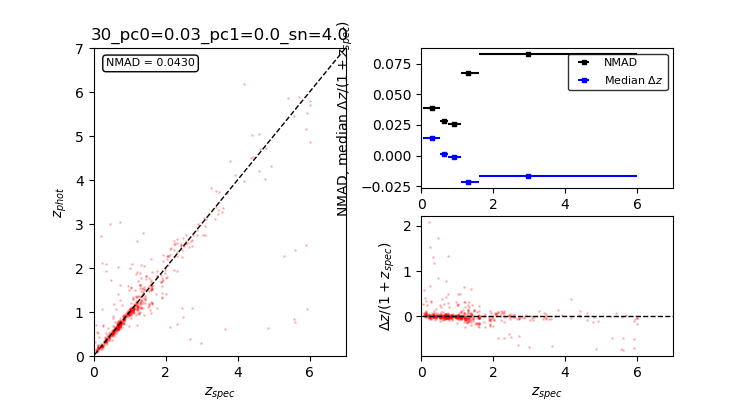 30_pc0=0.03_pc1=0.0_sn=4.0
NMAD = 0.0430
7
6
5
4
3
2
1
0
z_phot
0 2 4 6
z_spec
NMAD, median Δz/(1 + z_spec)
0.075
0.050
0.025
0.000
−0.025
NMAD
Median Δz
0 2 4 6
Δz/(1 + z_spec)
2
1
0
0 2 4 6
z_spec